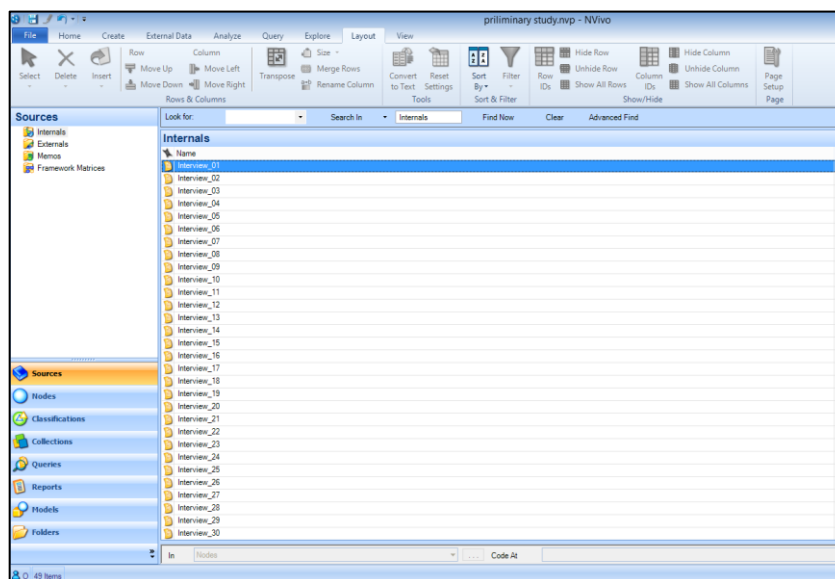 priliminary study.nvp - NVivo
File Home Create External Data Analyze Query Explore Layout View
Select Delete Insert
Row Column
Move Up Move Left
Move Down Move Right
Rows & Columns
Transpose
Size
Merge Rows
Rename Column
Convert to Text Reset Settings
Tools
Sort By Filter
Sort & Filter
Row IDs
Hide Row
Unhide Row
Show All Rows
Column IDs
Hide Column
Unhide Column
Show All Columns
Show/Hide
Page Setup
Page
Sources
Internals
Externals
Memos
Framework Matrices
Look for: Search In Internals Find Now Clear Advanced Find
Internals
Name
Interview_01
Interview_02
Interview_03
Interview_04
Interview_05
Interview_06
Interview_07
Interview_08
Interview_09
Interview_10
Interview_11
Interview_12
Interview_13
Interview_14
Interview_15
Interview_16
Interview_17
Interview_18
Interview_19
Interview_20
Interview_21
Interview_22
Interview_23
Interview_24
Interview_25
Interview_26
Interview_27
Interview_28
Interview_29
Interview_30
Sources
Nodes
Classifications
Collections
Queries
Reports
Models
Folders
In Nodes ... Code At
O 49 Items